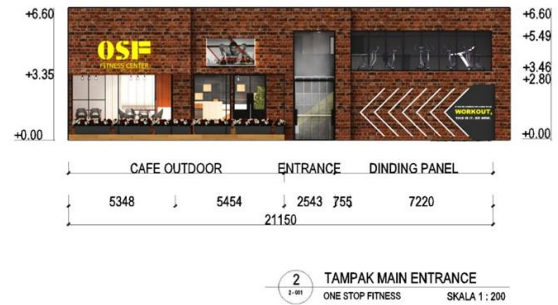 +6.60
+6.60
OSF
FITNESS CENTER
+5.49
+3.35
+3.46
+2.80
WORKOUT,
+0.00
+0.00
CAFE OUTDOOR
ENTRANCE
DINDING PANEL
5348
5454
2543
755
7220
21150
2
2-001
TAMPAK MAIN ENTRANCE
ONE STOP FITNESS
SKALA 1 : 200